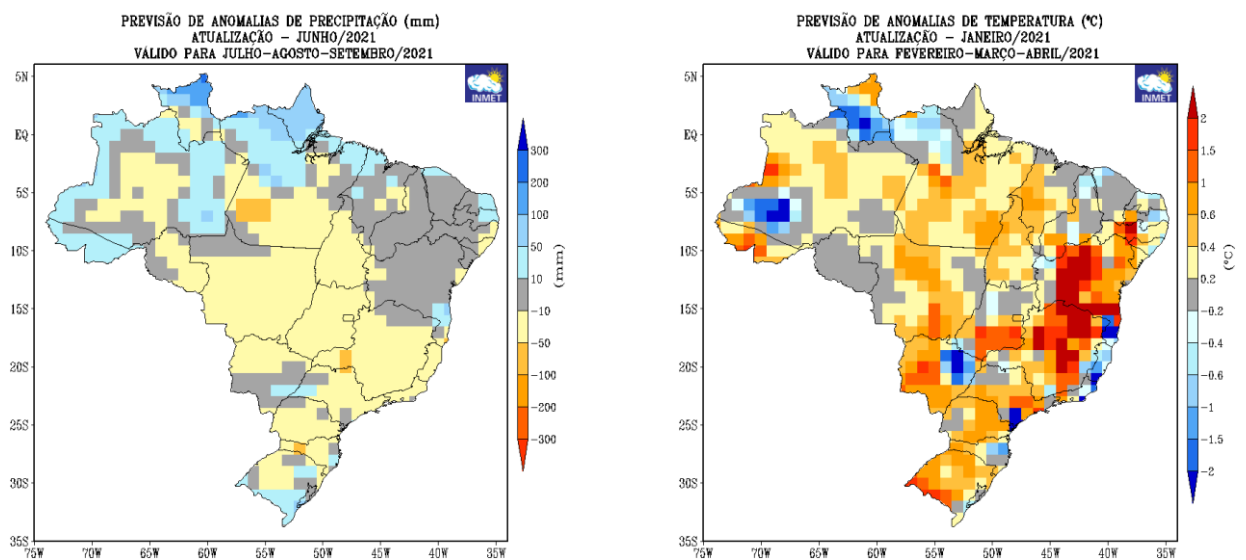 PREVISÃO DE ANOMALIAS DE PRECIPITAÇÃO (mm)
ATUALIZAÇÃO - JUNHO/2021
VÁLIDO PARA JULHO-AGOSTO-SETEMBRO/2021
INMET
5N
EQ
5S
10S
15S
20S
25S
30S
35S
75W 70W 65W 60W 55W 50W 45W 40W 35W
300
200
100
50
10
-10
-50
-100
-200
-300
(mm)
PREVISÃO DE ANOMALIAS DE TEMPERATURA (°C)
ATUALIZAÇÃO - JANEIRO/2021
VÁLIDO PARA FEVEREIRO-MARÇO-ABRIL/2021
INMET
5N
EQ
5S
10S
15S
20S
25S
30S
35S
75W 70W 65W 60W 55W 50W 45W 40W 35W
2
1.5
1
0.6
0.4
0.2
-0.2
-0.4
-0.6
-1
-1.5
-2
(°C)